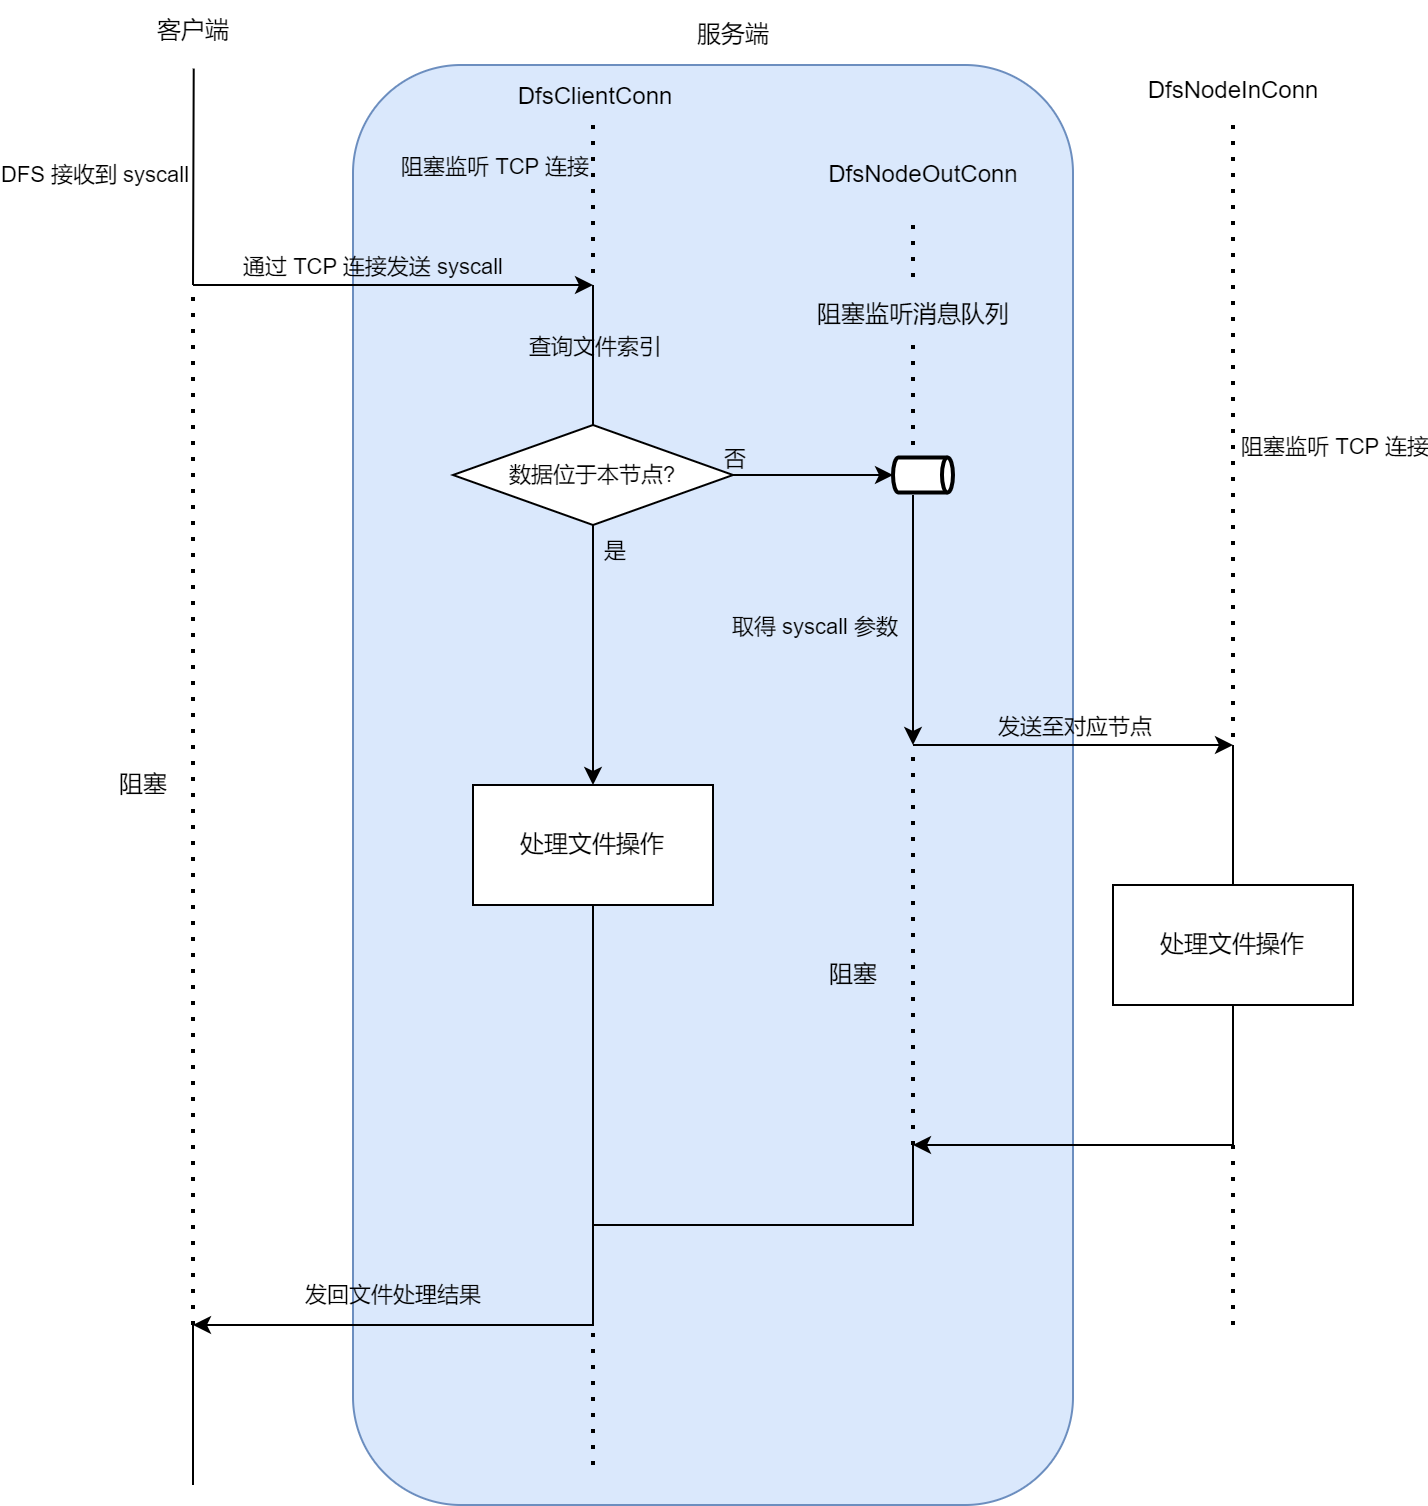 客户端
服务端
DfsClientConn
DfsNodeInConn
阻塞监听 TCP 连接
DFS 接收到 syscall
DfsNodeOutConn
通过 TCP 连接发送 syscall
阻塞监听消息队列
查询文件索引
阻塞监听 TCP 连接
否
数据位于本节点?
是
取得 syscall 参数
发送至对应节点
阻塞
处理文件操作
处理文件操作
阻塞
发回文件处理结果